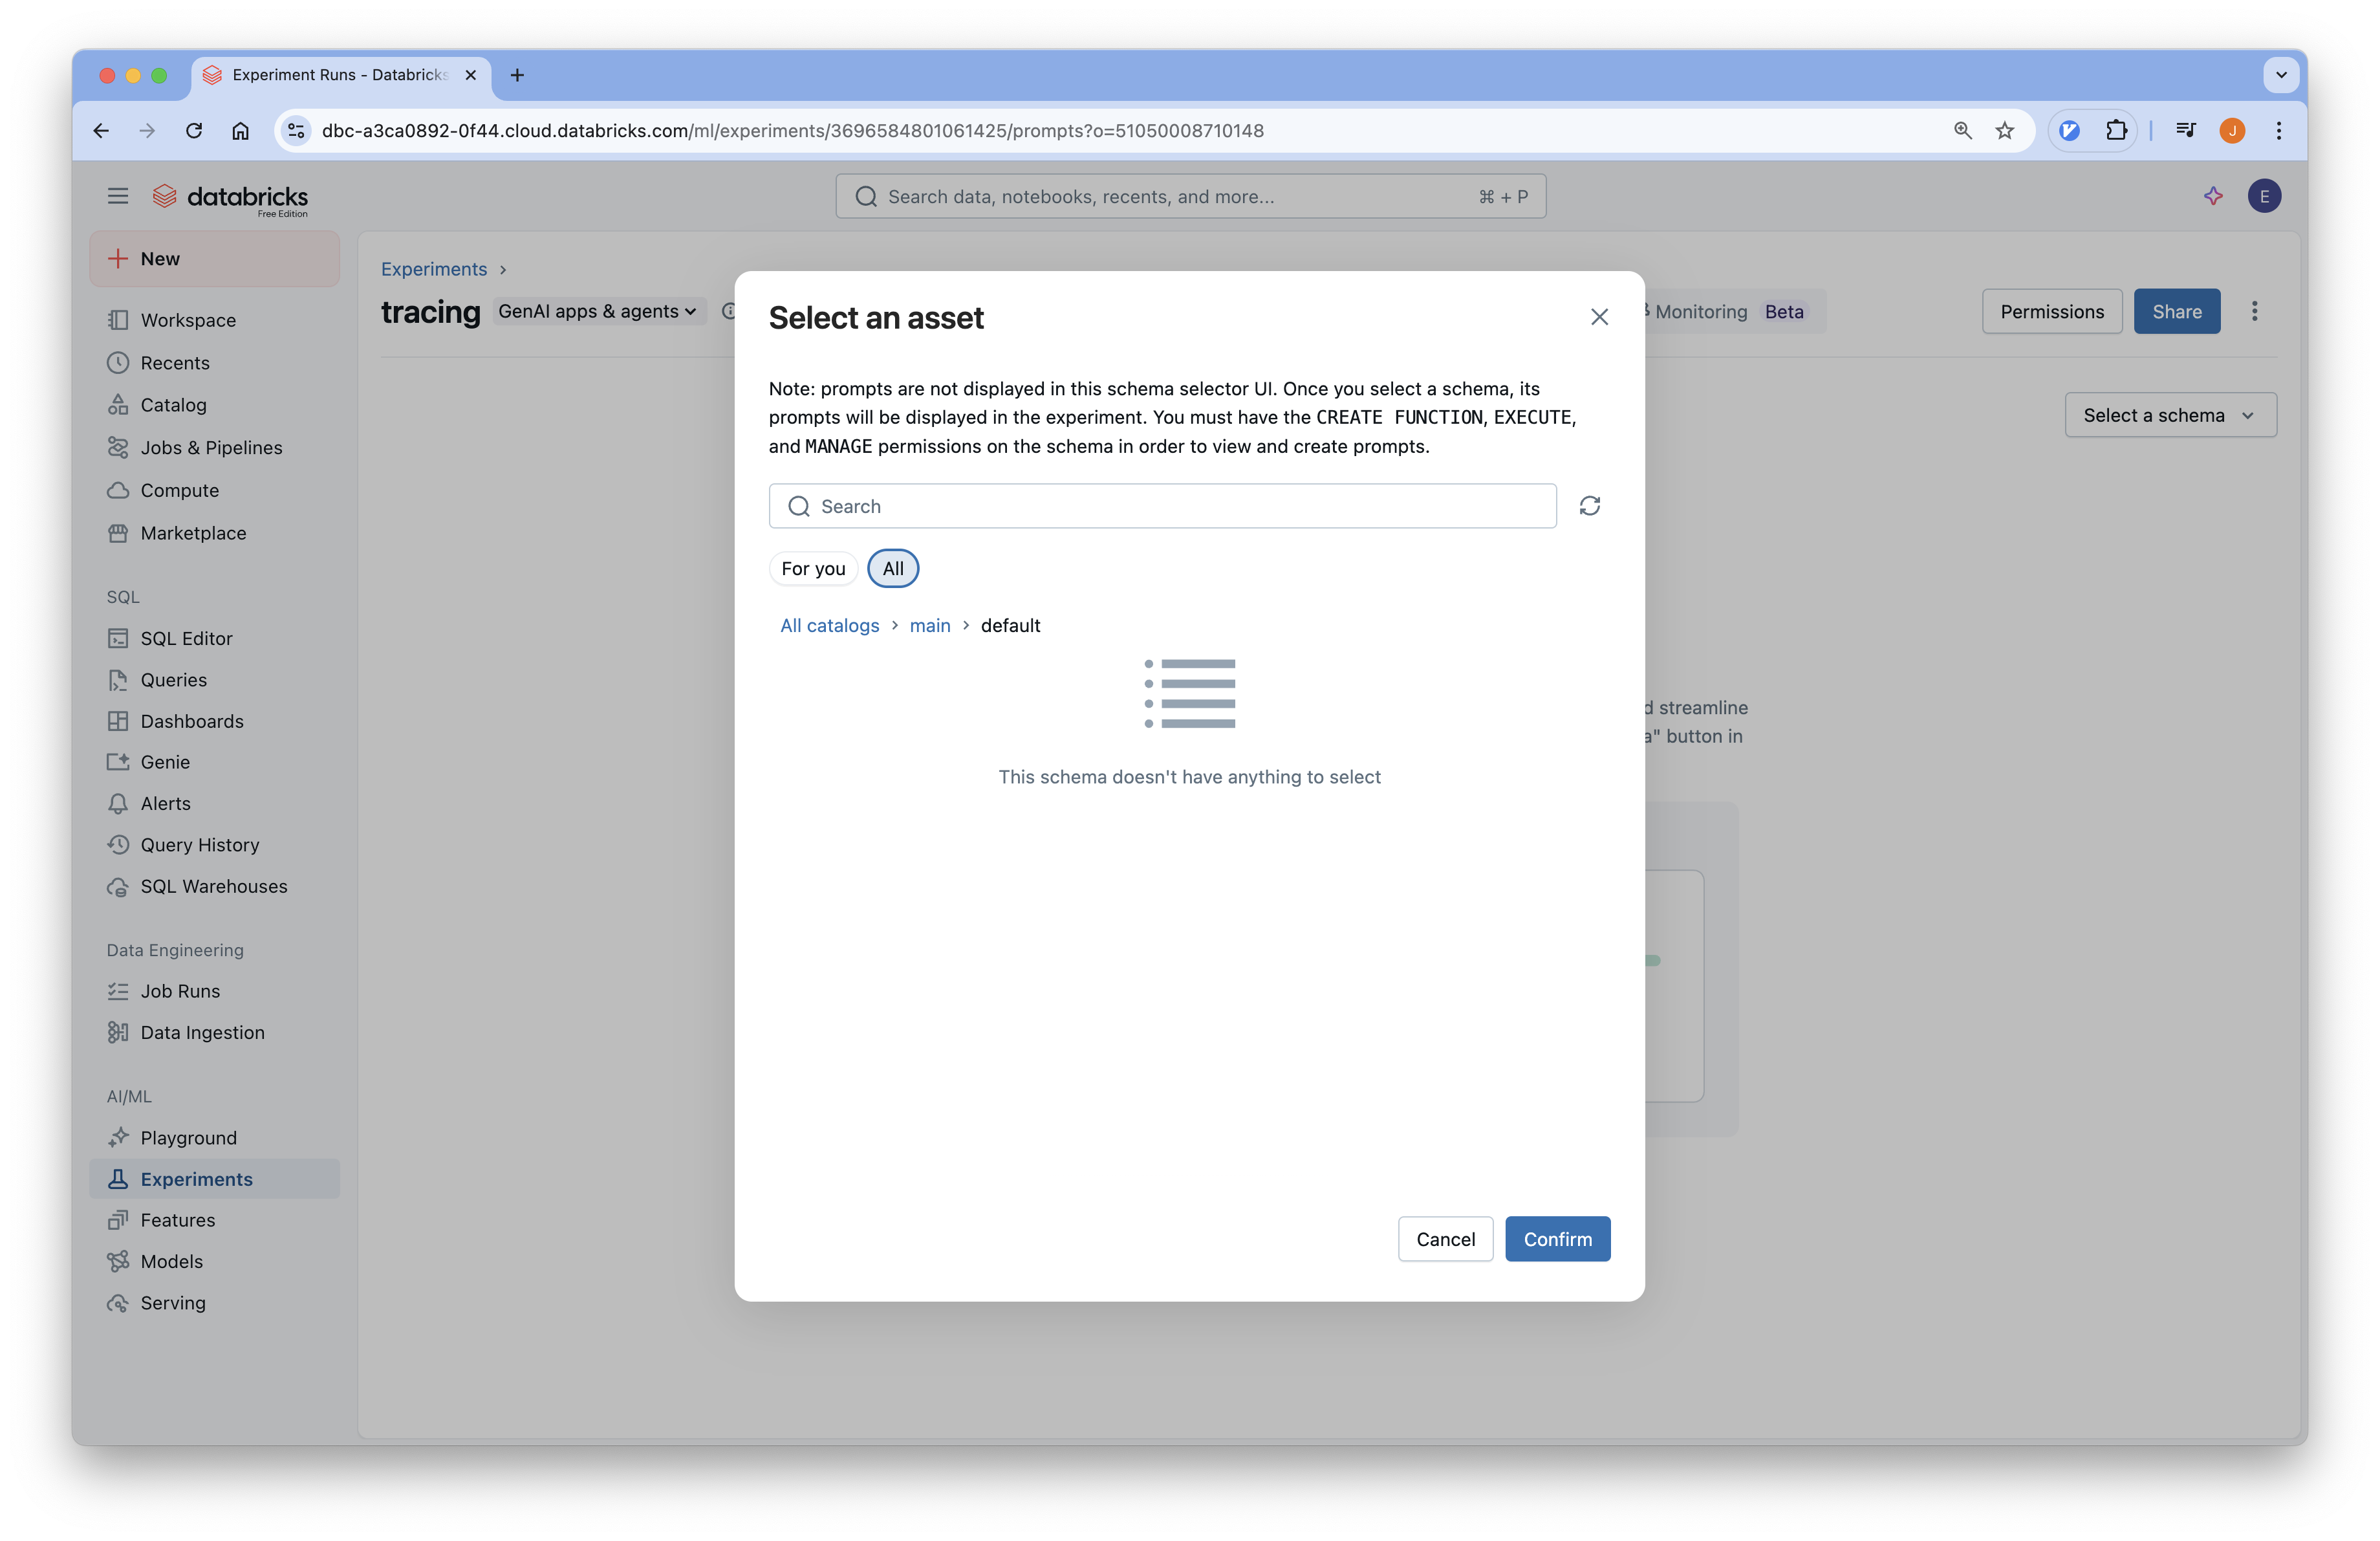 Experiment Runs - Databricks
dbc-a3ca0892-0f44.cloud.databricks.com/ml/experiments/3696584801061425/prompts?o=51050008710148
J
databricks
Free Edition
Search data, notebooks, recents, and more...
⌘ + P
E
New
Workspace
Recents
Catalog
Jobs & Pipelines
Compute
Marketplace
SQL
SQL Editor
Queries
Dashboards
Genie
Alerts
Query History
SQL Warehouses
Data Engineering
Job Runs
Data Ingestion
AI/ML
Playground
Experiments
Features
Models
Serving
Experiments
tracing
GenAI apps & agents
Monitoring
Beta
Permissions
Share
Select a schema
d streamline
a" button in
Select an asset
Note: prompts are not displayed in this schema selector UI. Once you select a schema, its
prompts will be displayed in the experiment. You must have the CREATE FUNCTION, EXECUTE,
and MANAGE permissions on the schema in order to view and create prompts.
Search
For you
All
All catalogs > main > default
This schema doesn't have anything to select
Cancel
Confirm